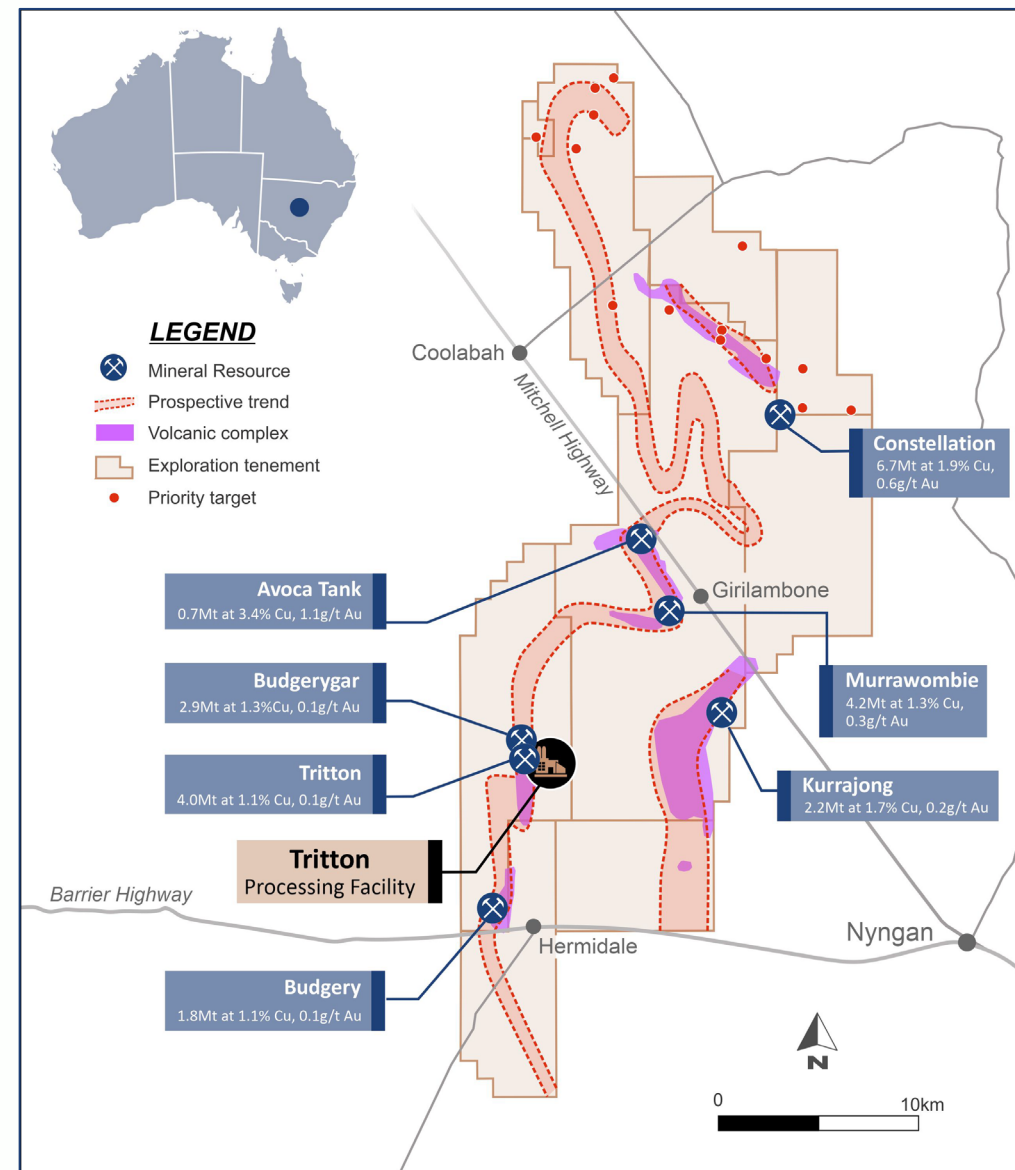 LEGEND
Mineral Resource
Prospective trend
Volcanic complex
Exploration tenement
Priority target
Coolabah
Mitchell Highway
Constellation
6.7Mt at 1.9% Cu,
0.6g/t Au
Avoca Tank
0.7Mt at 3.4% Cu, 1.1g/t Au
Girilambone
Budgerygar
2.9Mt at 1.3%Cu, 0.1g/t Au
Murrawombie
4.2Mt at 1.3% Cu,
0.3g/t Au
Tritton
4.0Mt at 1.1% Cu, 0.1g/t Au
Kurrajong
2.2Mt at 1.7% Cu, 0.2g/t Au
Tritton
Processing Facility
Barrier Highway
Hermidale
Nyngan
Budgery
1.8Mt at 1.1% Cu, 0.1g/t Au
N
0 10km